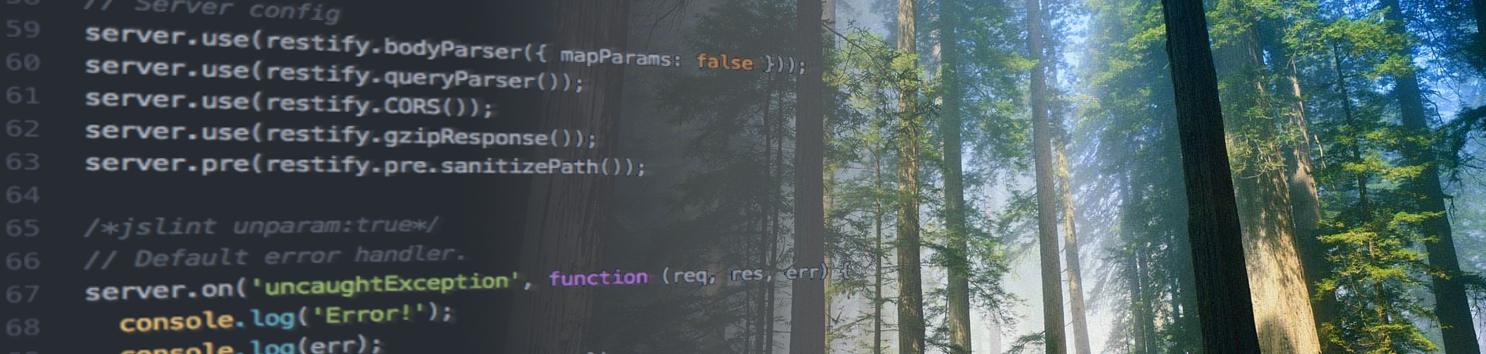 // Server config
59 server.use(restify.bodyParser({ mapParams: false }));
60 server.use(restify.queryParser());
61 server.use(restify.CORS());
62 server.use(restify.gzipResponse());
63 server.pre(restify.pre.sanitizePath());
64
65 /*jslint unparam:true*/
66 // Default error handler.
67 server.on('uncaughtException', function (req, res, err) {
68 console.log('Error!');
console.log(err);